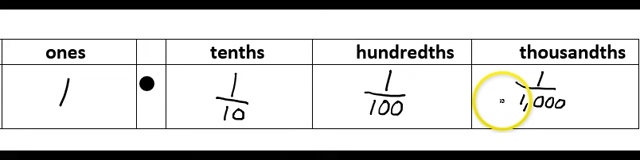 ones tenths hundredths thousandths
1 . 1/10 1/100 1/1,000